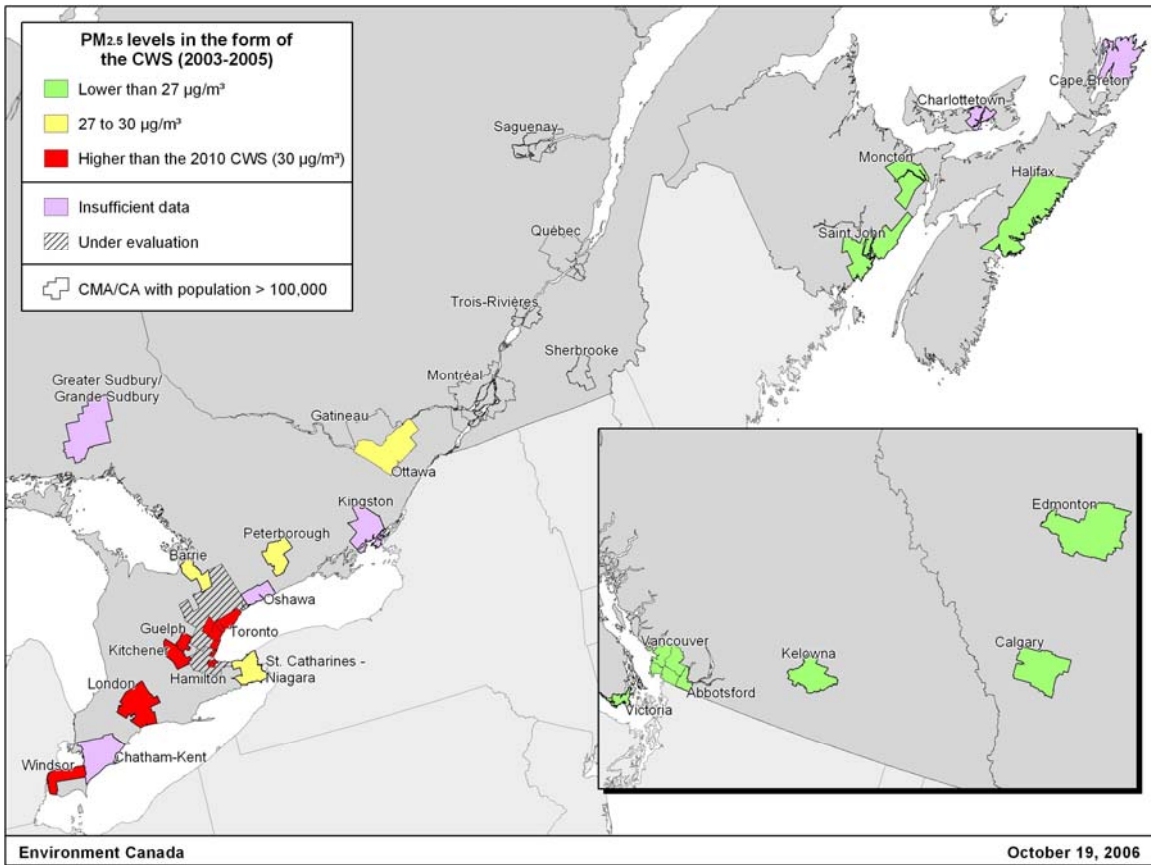 PM2.5 levels in the form of
the CWS (2003-2005)
Lower than 27 µg/m³
27 to 30 µg/m³
Higher than the 2010 CWS (30 µg/m³)
Insufficient data
Under evaluation
CMA/CA with population > 100,000
Cape Breton
Charlottetown
Saguenay
Moncton
Halifax
Québec
Saint John
Trois-Rivières
Sherbrooke
Montréal
Greater Sudbury/
Grande Sudbury
Gatineau
Ottawa
Kingston
Peterborough
Barrie
Oshawa
Guelph
Toronto
Kitchener
St. Catharines -
Niagara
Hamilton
London
Chatham-Kent
Windsor
Edmonton
Vancouver
Kelowna
Calgary
Abbotsford
Victoria
Environment Canada
October 19, 2006